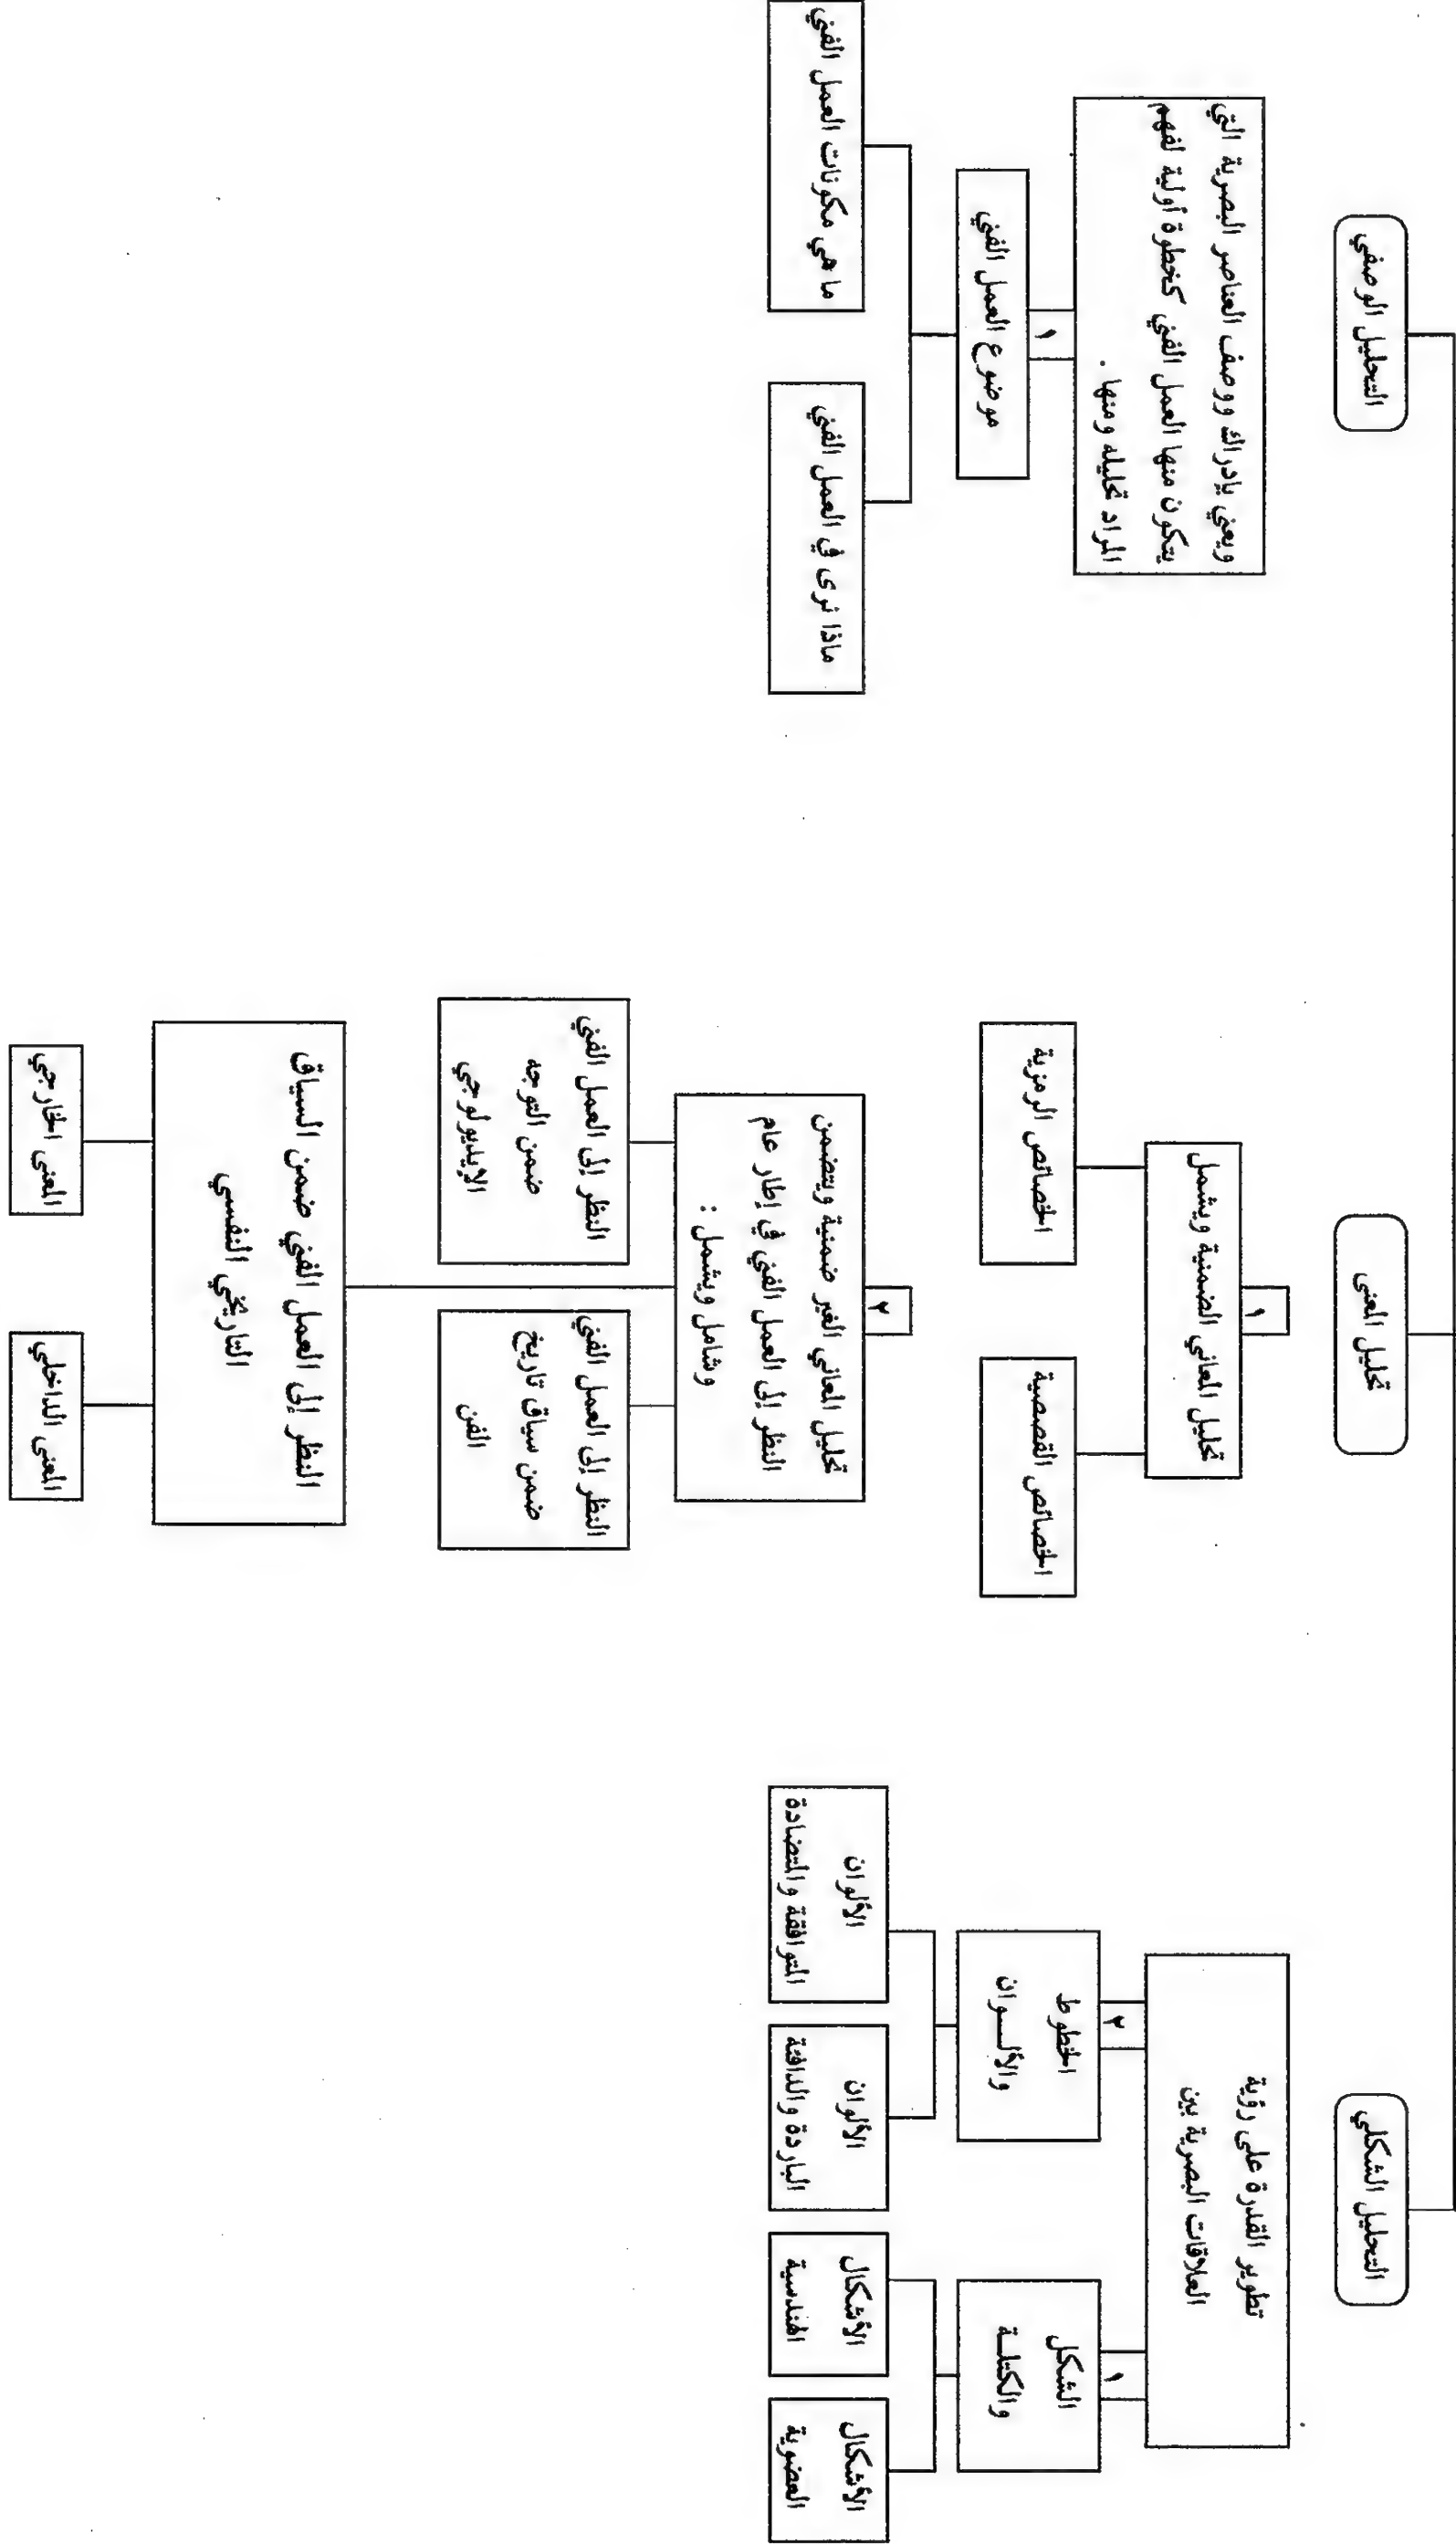 التحليل الشكلي
تطوير القدرة على رؤية
العلاقات البصرية بين
١
الشكل
والكتلـة
الأشكال
العضوية
الأشكال
الهندسية
٢
الخطوط
والألـــوان
الألوان
الباردة والدافئة
الألوان
المتوافقة والمتضادة
تحليل المعنى
١
تحليل المعاني الضمنية ويشمل
الخصائص القصصية
الخصائص الرمزية
٢
تحليل المعاني الغير ضمنية ويتضمن
النظر إلى العمل الفني في إطار عام
وشامل ويشمل :
النظر إلى العمل الفني
ضمن سياق تاريخ
الفن
النظر إلى العمل الفني
ضمن التوجه
الإيديولوجي
النظر إلى العمل الفني ضمن السياق
التاريخي النفسي
المعنى الداخلي
المعنى الخارجي
التحليل الوصفي
ويعني بإدراك ووصف العناصر البصرية التي
يتكون منها العمل الفني كخطوة أولية لفهم
المراد تحليله ومنها .
١
موضوع العمل الفني
ماذا نرى في العمل الفني
ما هي مكونات العمل الفني